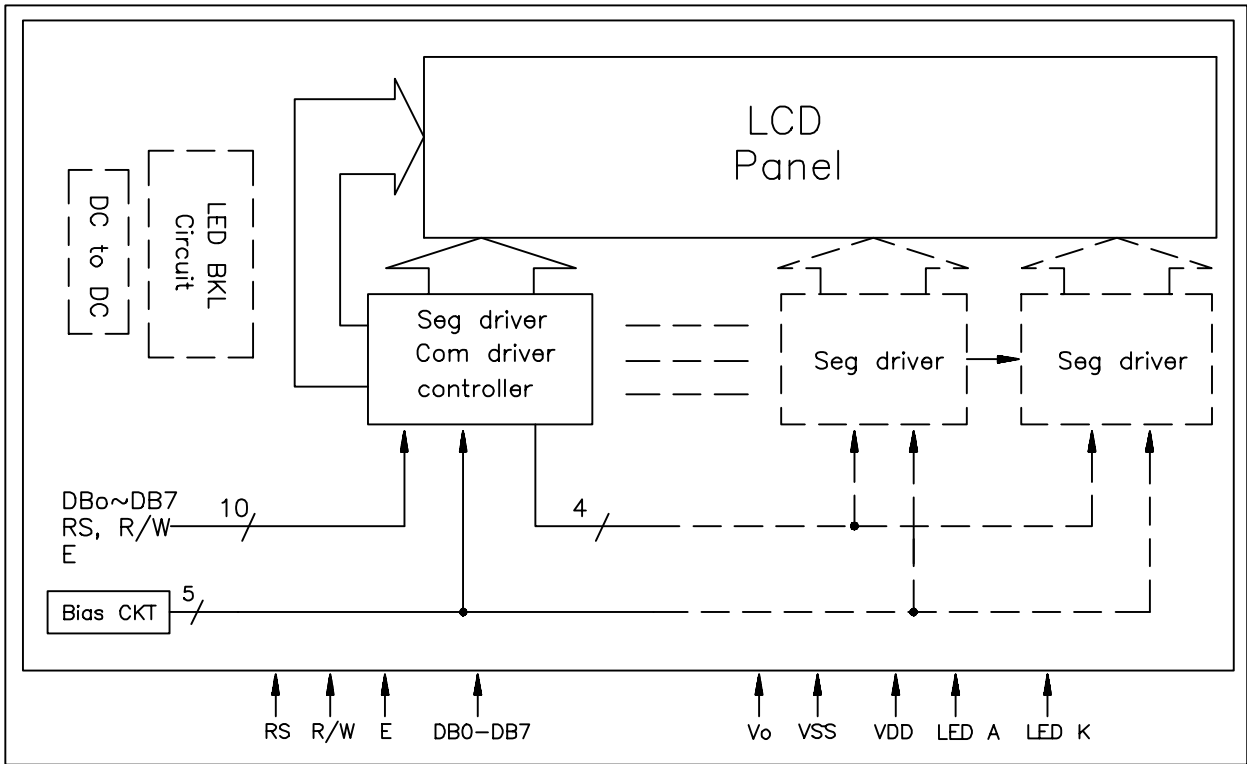 LCD
Panel
DC to DC
LED BKL
Circuit
Seg driver
Com driver
controller
Seg driver
Seg driver
DBo~DB7
RS, R/W
E
10
4
Bias CKT
5
RS
R/W
E
DB0-DB7
Vo
VSS
VDD
LED A
LED K